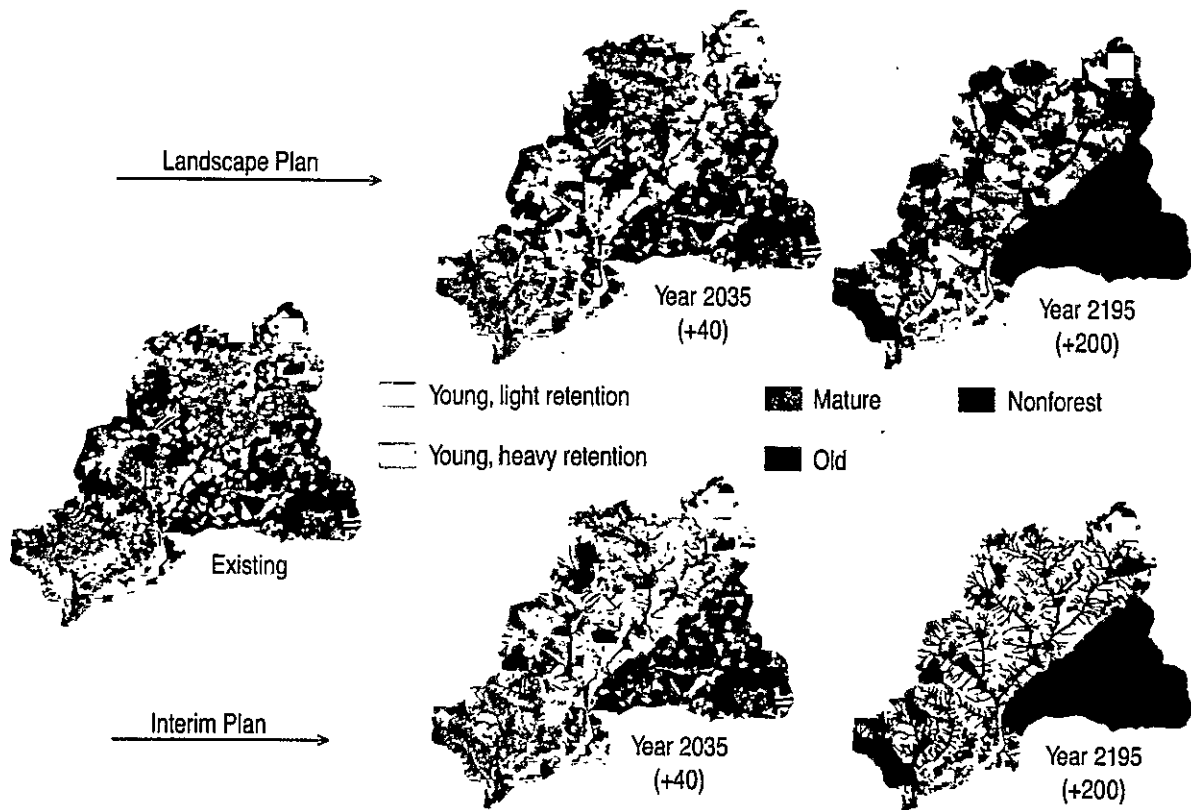 Landscape Plan
Year 2035
(+40)
Year 2195
(+200)
Existing
Young, light retention
Mature
Nonforest
Young, heavy retention
Old
Interim Plan
Year 2035
(+40)
Year 2195
(+200)